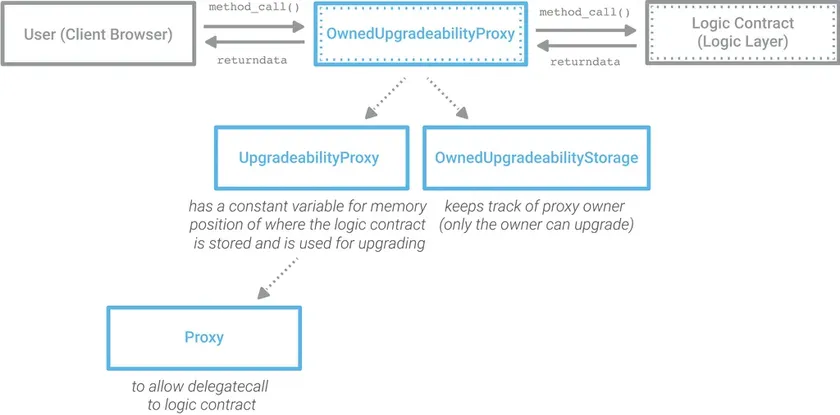 User (Client Browser)
method_call()
returndata
OwnedUpgradeabilityProxy
method_call()
returndata
Logic Contract
(Logic Layer)
UpgradeabilityProxy
has a constant variable for memory
position of where the logic contract
is stored and is used for upgrading
OwnedUpgradeabilityStorage
keeps track of proxy owner
(only the owner can upgrade)
Proxy
to allow delegatecall
to logic contract